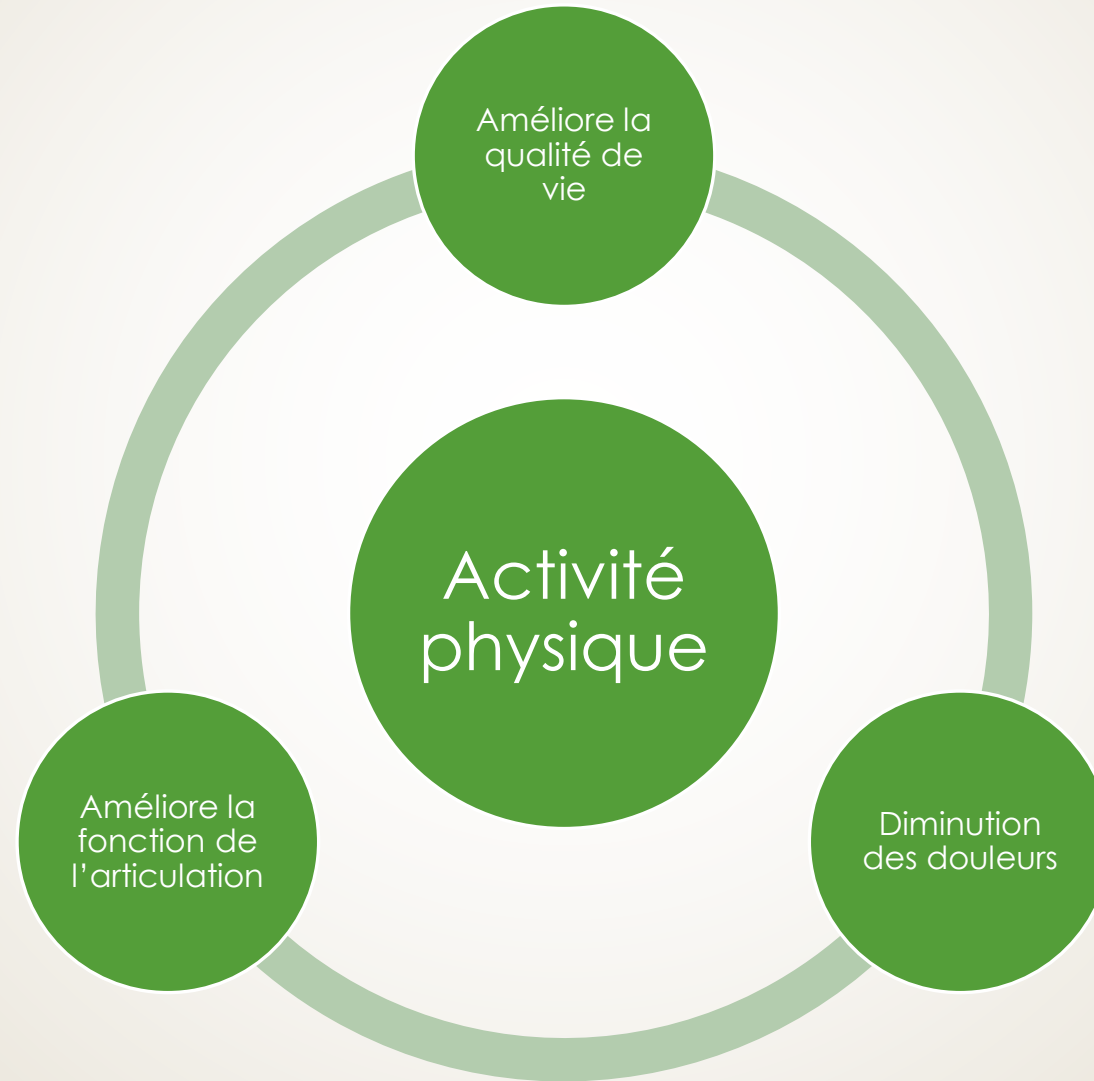 Améliore la
qualité de
vie
Activité
physique
Améliore la
fonction de
l’articulation
Diminution
des douleurs